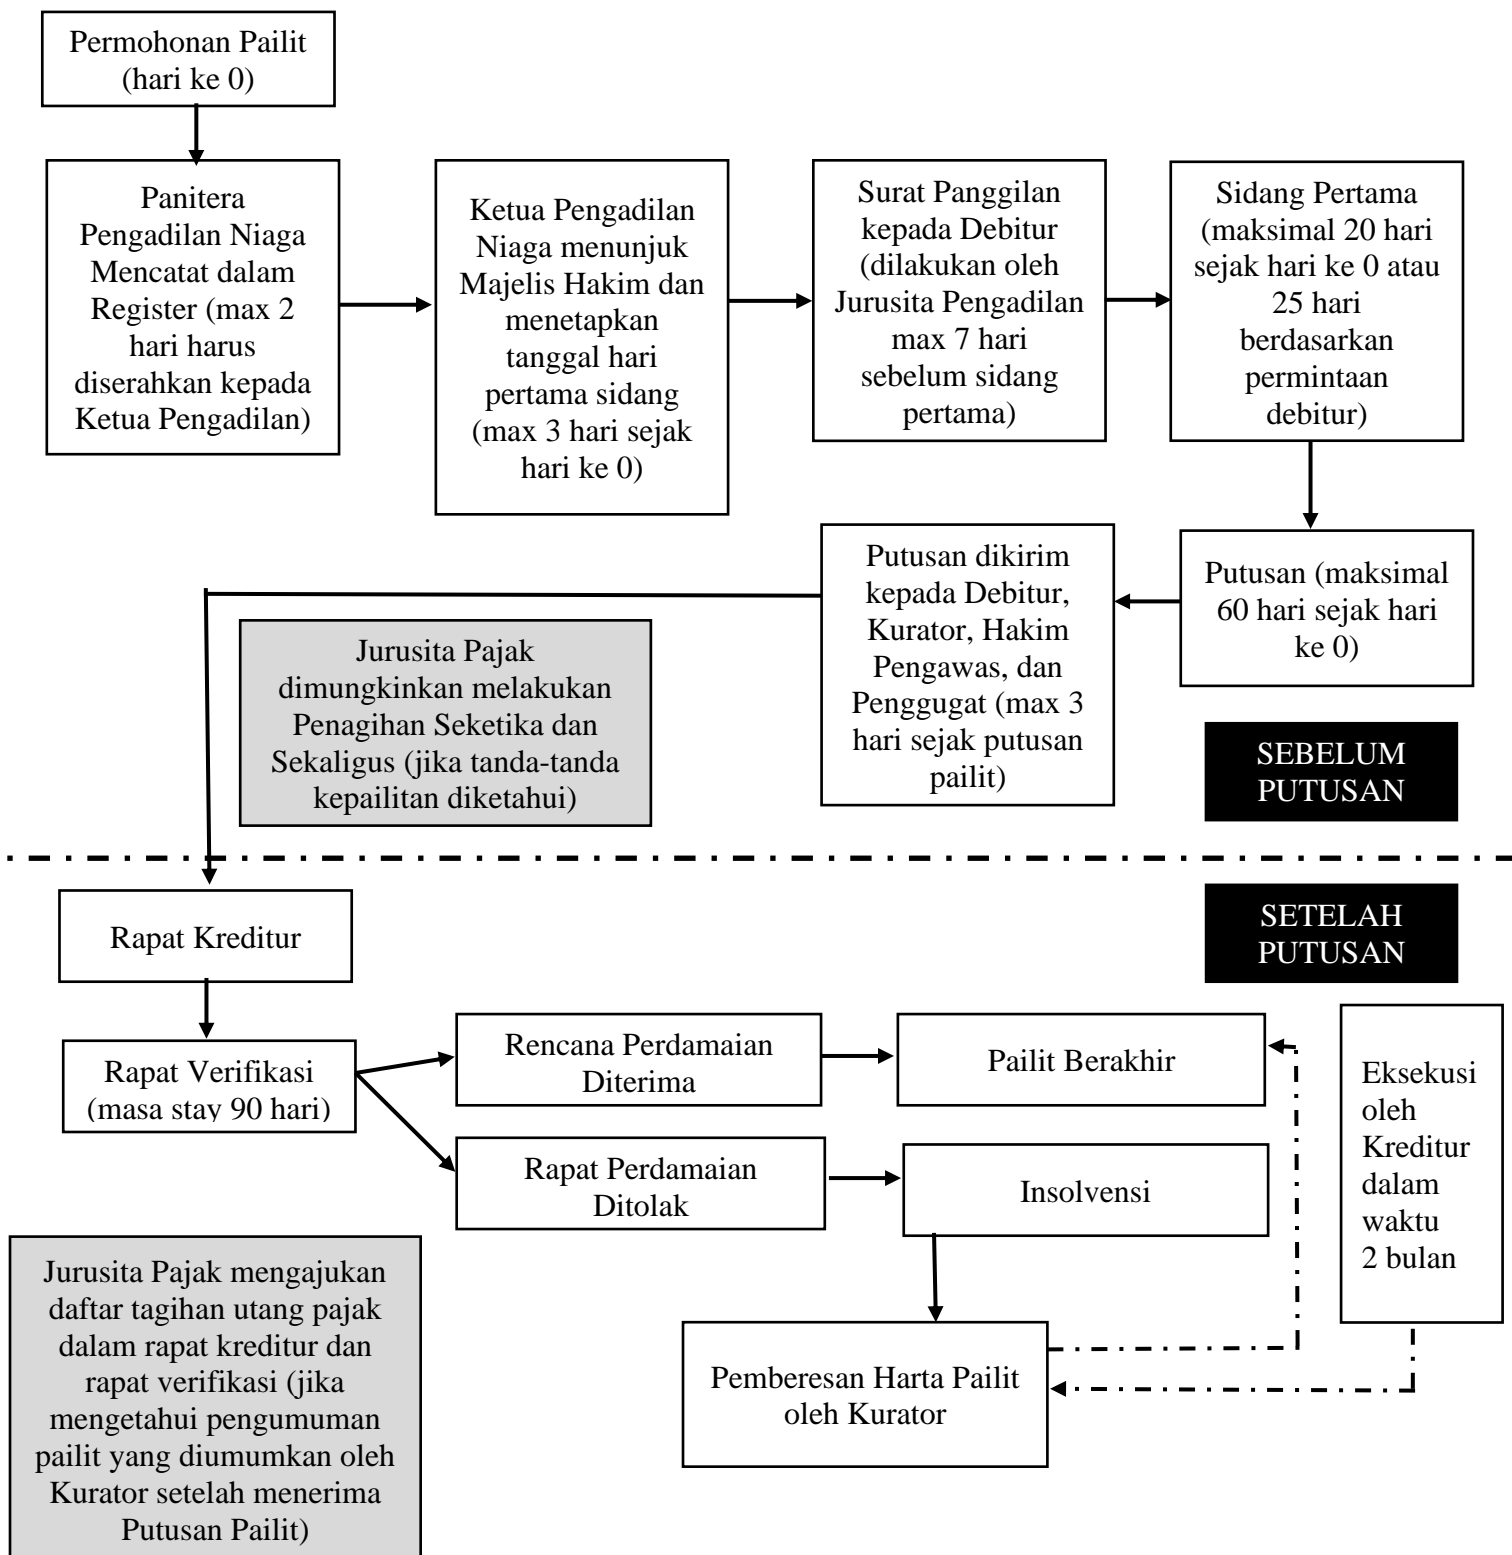 Permohonan Pailit
(hari ke 0)
Panitera
Pengadilan Niaga
Mencatat dalam
Register (max 2
hari harus
diserahkan kepada
Ketua Pengadilan)
Ketua Pengadilan
Niaga menunjuk
Majelis Hakim dan
menetapkan
tanggal hari
pertama sidang
(max 3 hari sejak
hari ke 0)
Surat Panggilan
kepada Debitur
(dilakukan oleh
Jurusita Pengadilan
max 7 hari
sebelum sidang
pertama)
Sidang Pertama
(maksimal 20 hari
sejak hari ke 0 atau
25 hari
berdasarkan
permintaan
debitur)
Putusan (maksimal
60 hari sejak hari
ke 0)
Putusan dikirim
kepada Debitur,
Kurator, Hakim
Pengawas, dan
Penggugat (max 3
hari sejak putusan
pailit)
Jurusita Pajak
dimungkinkan melakukan
Penagihan Seketika dan
Sekaligus (jika tanda-tanda
kepailitan diketahui)
SEBELUM
PUTUSAN
SETELAH
PUTUSAN
Rapat Kreditur
Rapat Verifikasi
(masa stay 90 hari)
Rencana Perdamaian
Diterima
Pailit Berakhir
Rapat Perdamaian
Ditolak
Insolvensi
Eksekusi
oleh
Kreditur
dalam
waktu
2 bulan
Pemberesan Harta Pailit
oleh Kurator
Jurusita Pajak mengajukan
daftar tagihan utang pajak
dalam rapat kreditur dan
rapat verifikasi (jika
mengetahui pengumuman
pailit yang diumumkan oleh
Kurator setelah menerima
Putusan Pailit)